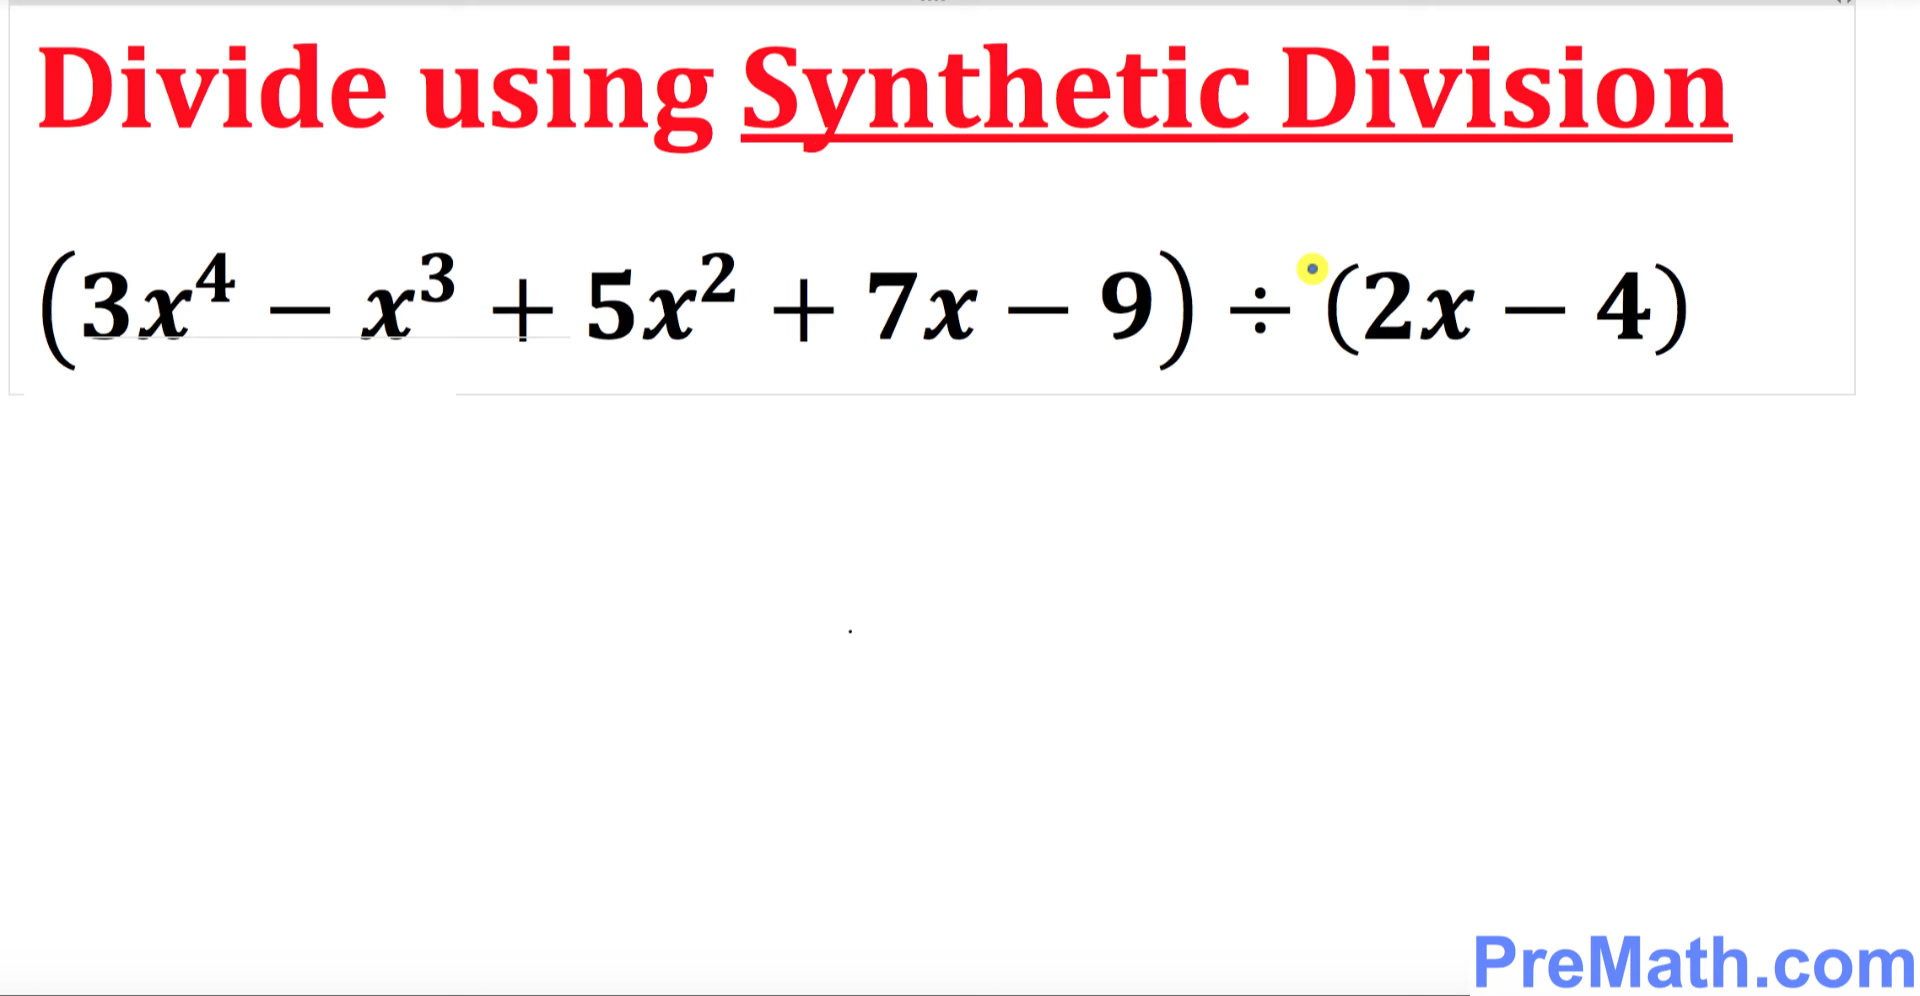 Divide using Synthetic Division
(3x⁴ − x³ + 5x² + 7x − 9) ÷ (2x − 4)
PreMath.com